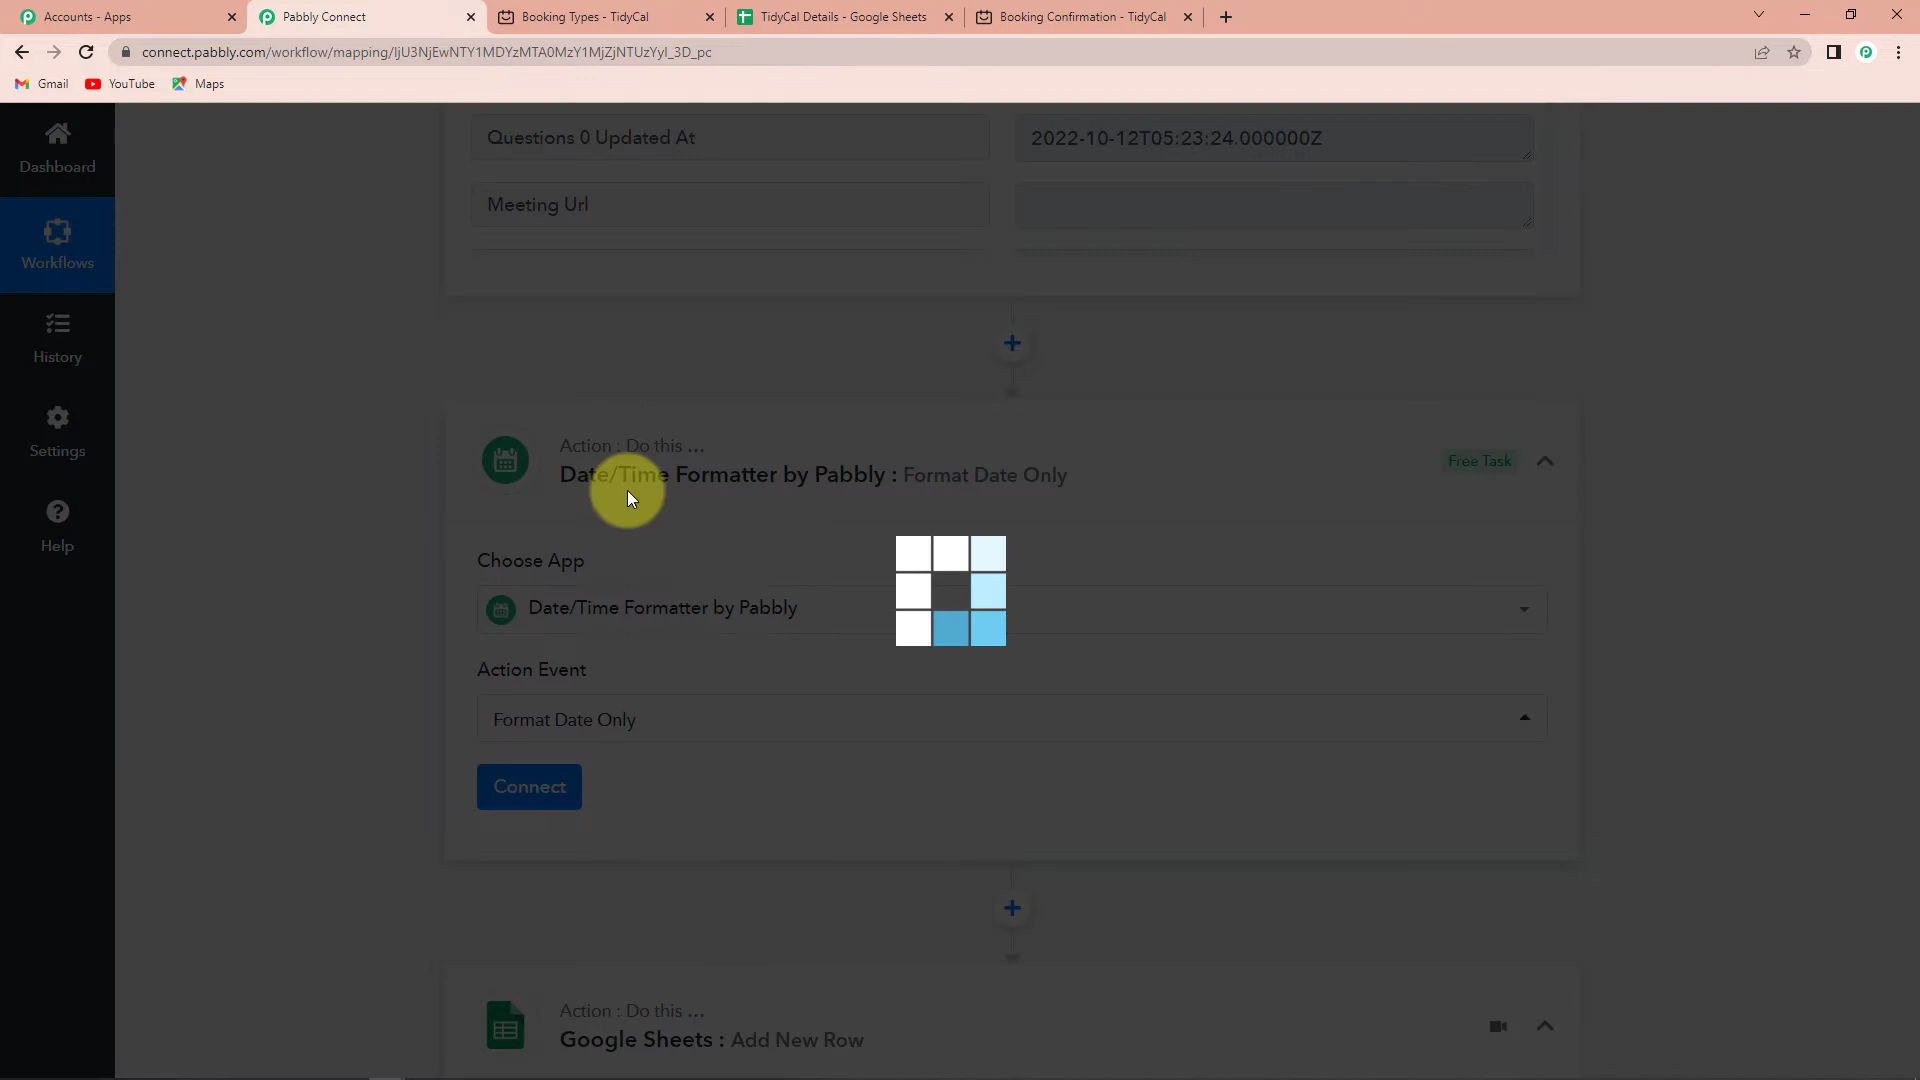 Accounts - Apps
Pabbly Connect
Booking Types - TidyCal
TidyCal Details - Google Sheets
Booking Confirmation - TidyCal
connect.pabbly.com/workflow/mapping/IjU3NjEwNTY1MDYzMTA0MzY1MjZjNTUzYyI_3D_pc
Gmail
YouTube
Maps
Dashboard
Workflows
History
Settings
Help
Questions 0 Updated At
2022-10-12T05:23:24.000000Z
Meeting Url
Action : Do this ...
Date/Time Formatter by Pabbly : Format Date Only
Free Task
Choose App
Date/Time Formatter by Pabbly
Action Event
Format Date Only
Connect
Action : Do this ...
Google Sheets : Add New Row